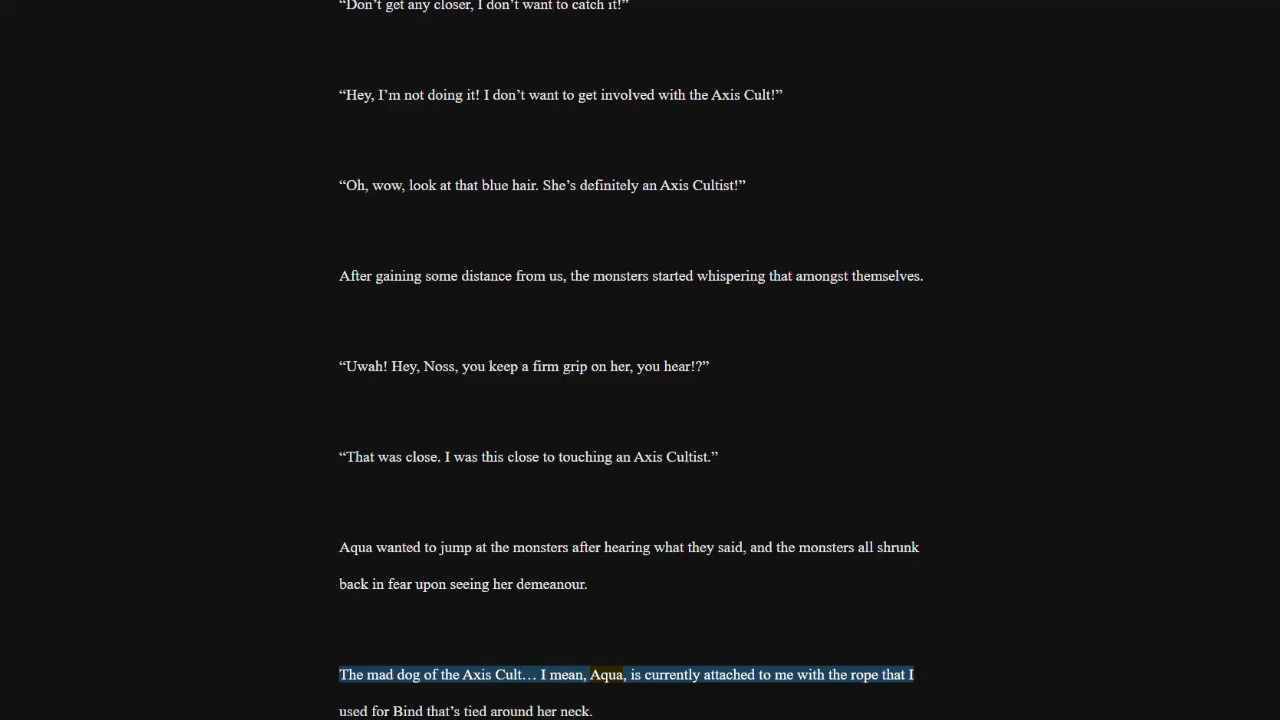 “Don’t get any closer, I don’t want to catch it!”
“Hey, I’m not doing it! I don’t want to get involved with the Axis Cult!”
“Oh, wow, look at that blue hair. She’s definitely an Axis Cultist!”
After gaining some distance from us, the monsters started whispering that amongst themselves.
“Uwah! Hey, Noss, you keep a firm grip on her, you hear!?”
“That was close. I was this close to touching an Axis Cultist.”
Aqua wanted to jump at the monsters after hearing what they said, and the monsters all shrunk
back in fear upon seeing her demeanour.
The mad dog of the Axis Cult… I mean, Aqua, is currently attached to me with the rope that I
used for Bind that’s tied around her neck.